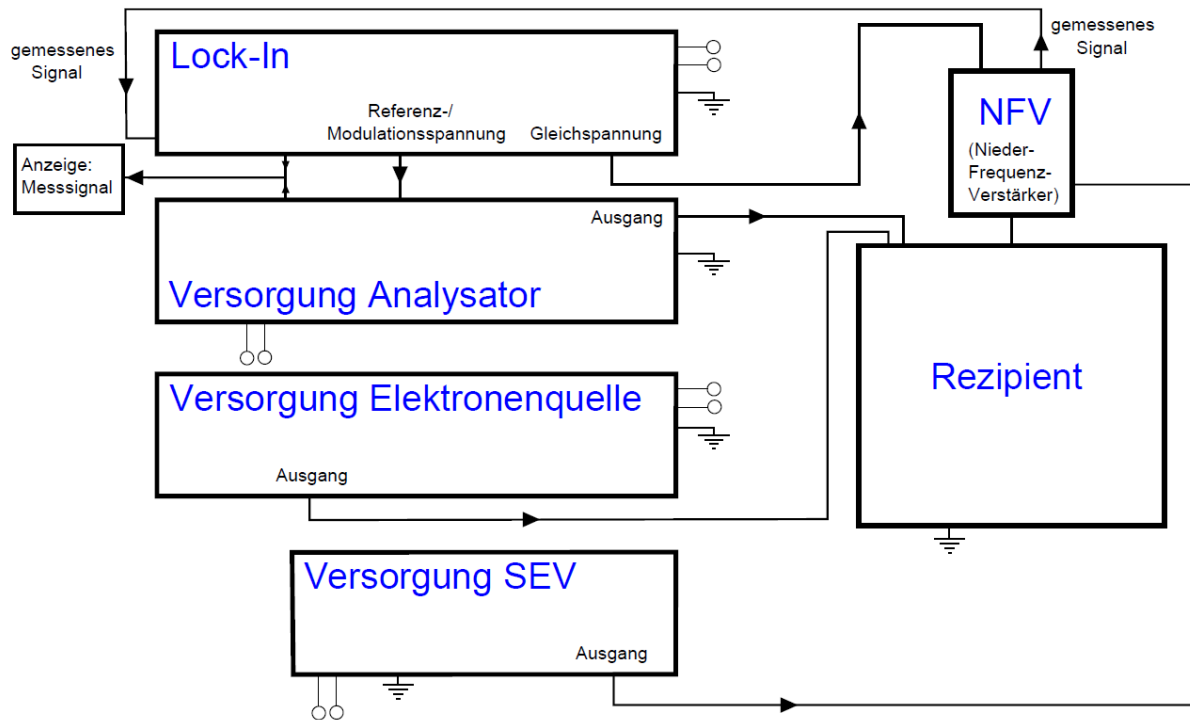 gemessenes
Signal
Lock-In
Referenz-/
Modulationsspannung
Gleichspannung
gemessenes
Signal
NFV
(Nieder-
Frequenz-
Verstärker)
Anzeige:
Messsignal
Ausgang
Versorgung Analysator
Rezipient
Versorgung Elektronenquelle
Ausgang
Versorgung SEV
Ausgang